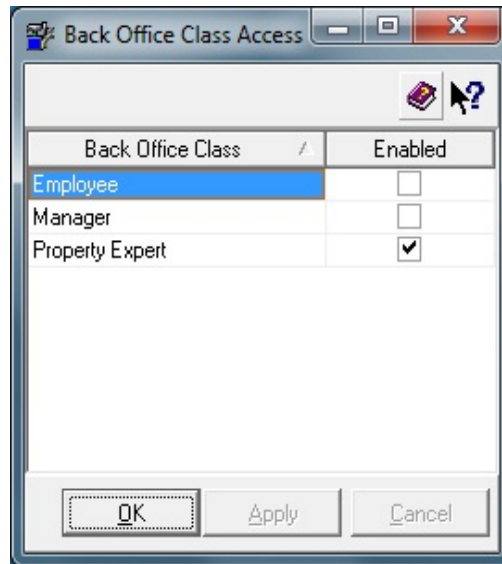 Back Office Class Access
Back Office Class Enabled
Employee
Manager
Property Expert
OK Apply Cancel